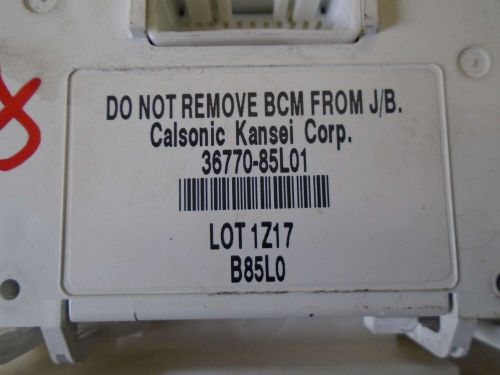 DO NOT REMOVE BCM FROM J/B.
Calsonic Kansei Corp.
36770-85L01
LOT 1Z17
B85L0